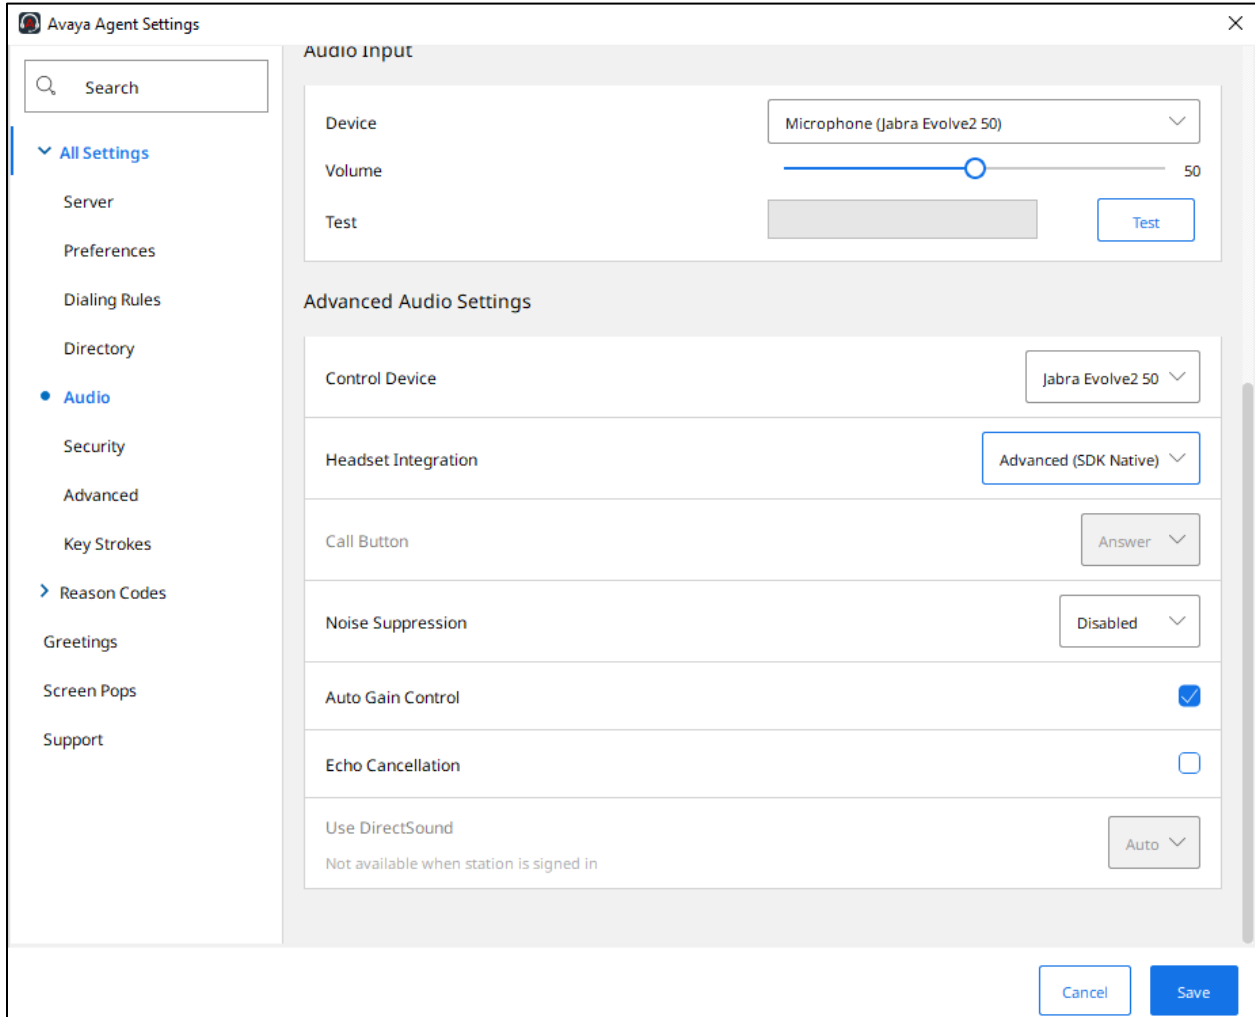 Avaya Agent Settings
Search
All Settings
Server
Preferences
Dialing Rules
Directory
Audio
Security
Advanced
Key Strokes
Reason Codes
Greetings
Screen Pops
Support
Audio Input
Device Microphone (Jabra Evolve2 50)
Volume 50
Test Test
Advanced Audio Settings
Control Device Jabra Evolve2 50
Headset Integration Advanced (SDK Native)
Call Button Answer
Noise Suppression Disabled
Auto Gain Control
Echo Cancellation
Use DirectSound Auto
Not available when station is signed in
Cancel Save